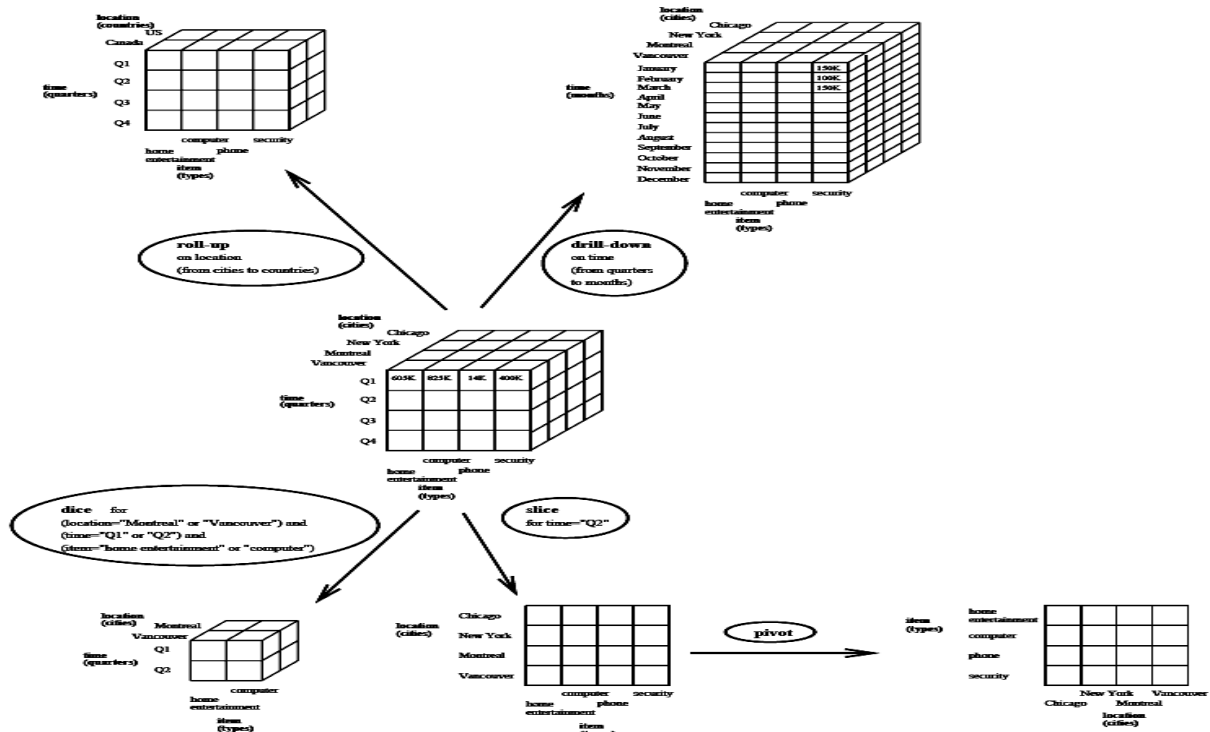 location
(countries)
US
Canada
Q1
Q2
time
(quarters)
Q3
Q4
computer
security
home
entertainment
phone
item
(types)
location
(cities)
Chicago
New York
Montreal
Vancouver
January
150K
February
100K
March
150K
time
(months)
April
May
June
July
August
September
October
November
December
computer
security
home
entertainment
phone
item
(types)
roll-up
on location
(from cities to countries)
drill-down
on time
(from quarters
to months)
location
(cities)
Chicago
New York
Montreal
Vancouver
Q1
605K 825K 14K 400K
time
(quarters)
Q2
Q3
Q4
computer
security
home
entertainment
phone
item
(types)
dice for
(location="Montreal" or "Vancouver") and
(time="Q1" or "Q2") and
(item="home entertainment" or "computer")
slice
for time="Q2"
location
(cities)
Montreal
Vancouver
time
(quarters)
Q1
Q2
computer
home
entertainment
item
(types)
location
(cities)
Chicago
New York
Montreal
Vancouver
computer
security
home
entertainment
phone
item
pivot
item
(types)
home
entertainment
computer
phone
security
New York Vancouver
Chicago Montreal
location
(cities)